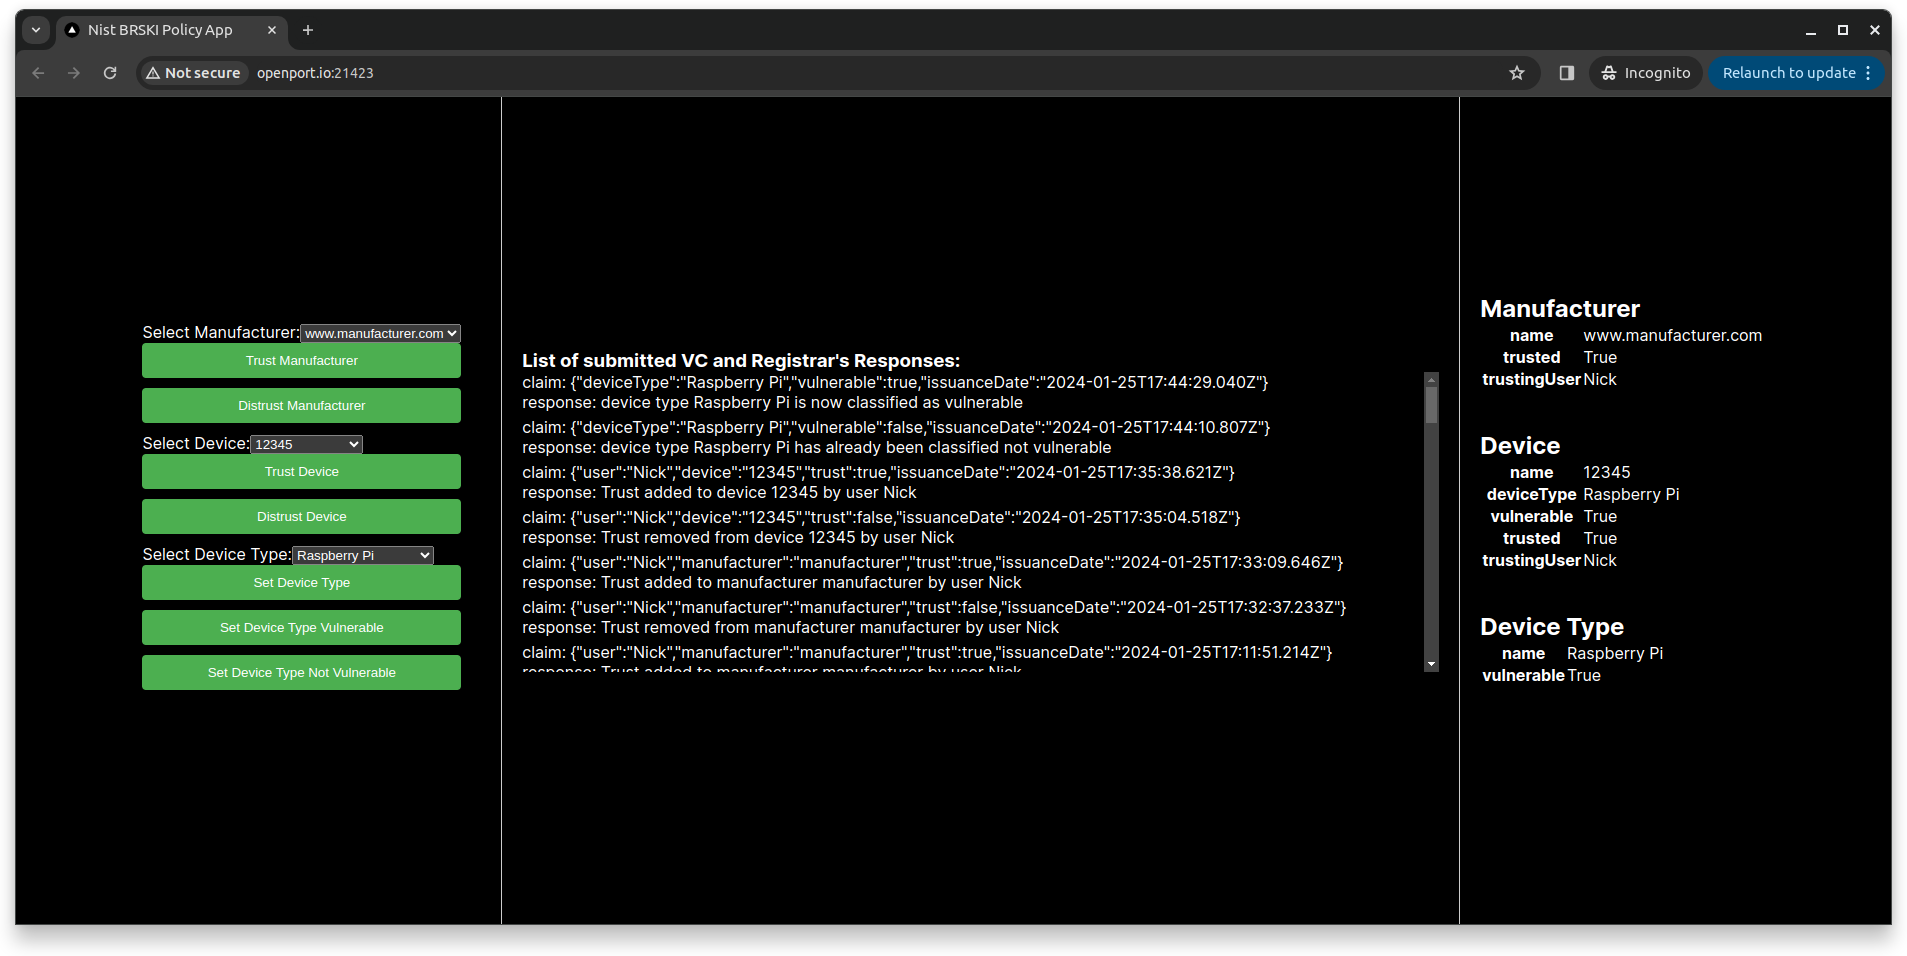 Nist BRSKI Policy App
Not secure
openport.io:21423
Incognito
Relaunch to update
Select Manufacturer: www.manufacturer.com
Trust Manufacturer
Distrust Manufacturer
Select Device: 12345
Trust Device
Distrust Device
Select Device Type: Raspberry Pi
Set Device Type
Set Device Type Vulnerable
Set Device Type Not Vulnerable
List of submitted VC and Registrar's Responses:
claim: {"deviceType":"Raspberry Pi","vulnerable":true,"issuanceDate":"2024-01-25T17:44:29.040Z"}
response: device type Raspberry Pi is now classified as vulnerable
claim: {"deviceType":"Raspberry Pi","vulnerable":false,"issuanceDate":"2024-01-25T17:44:10.807Z"}
response: device type Raspberry Pi has already been classified not vulnerable
claim: {"user":"Nick","device":"12345","trust":true,"issuanceDate":"2024-01-25T17:35:38.621Z"}
response: Trust added to device 12345 by user Nick
claim: {"user":"Nick","device":"12345","trust":false,"issuanceDate":"2024-01-25T17:35:04.518Z"}
response: Trust removed from device 12345 by user Nick
claim: {"user":"Nick","manufacturer":"manufacturer","trust":true,"issuanceDate":"2024-01-25T17:33:09.646Z"}
response: Trust added to manufacturer manufacturer by user Nick
claim: {"user":"Nick","manufacturer":"manufacturer","trust":false,"issuanceDate":"2024-01-25T17:32:37.233Z"}
response: Trust removed from manufacturer manufacturer by user Nick
claim: {"user":"Nick","manufacturer":"manufacturer","trust":true,"issuanceDate":"2024-01-25T17:11:51.214Z"}
response: Trust added to manufacturer manufacturer by user Nick
Manufacturer
name www.manufacturer.com
trusted True
trustingUser Nick
Device
name 12345
deviceType Raspberry Pi
vulnerable True
trusted True
trustingUser Nick
Device Type
name Raspberry Pi
vulnerable True